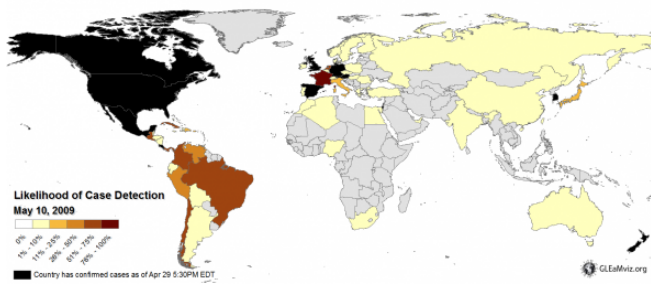 Likelihood of Case Detection
May 10, 2009
0%
1% - 10%
11% - 25%
26% - 50%
51% - 75%
76% - 100%
Country has confirmed cases as of Apr 29 5:30PM EDT
GLEaMviz.org